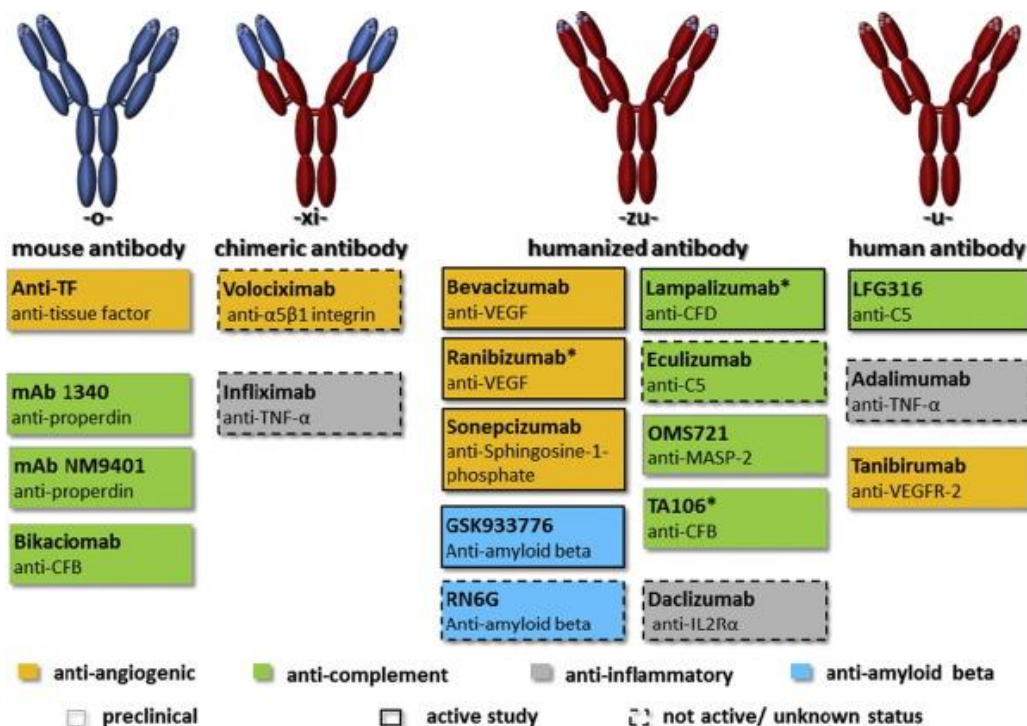 -o-
mouse antibody
Anti-TF
anti-tissue factor
mAb 1340
anti-properdin
mAb NM9401
anti-properdin
Bikaciomab
anti-CFB
-xi-
chimeric antibody
Volociximab
anti-α5β1 integrin
Infliximab
anti-TNF-α
-zu-
humanized antibody
Bevacizumab
anti-VEGF
Ranibizumab*
anti-VEGF
Sonepcizumab
anti-Sphingosine-1-
phosphate
GSK933776
Anti-amyloid beta
RN6G
Anti-amyloid beta
Lampalizumab*
anti-CFD
Eculizumab
anti-C5
OMS721
anti-MASP-2
TA106*
anti-CFB
Daclizumab
anti-IL2Rα
-u-
human antibody
LFG316
anti-C5
Adalimumab
anti-TNF-α
Tanibirumab
anti-VEGFR-2
anti-angiogenic
anti-complement
anti-inflammatory
anti-amyloid beta
preclinical
active study
not active/ unknown status